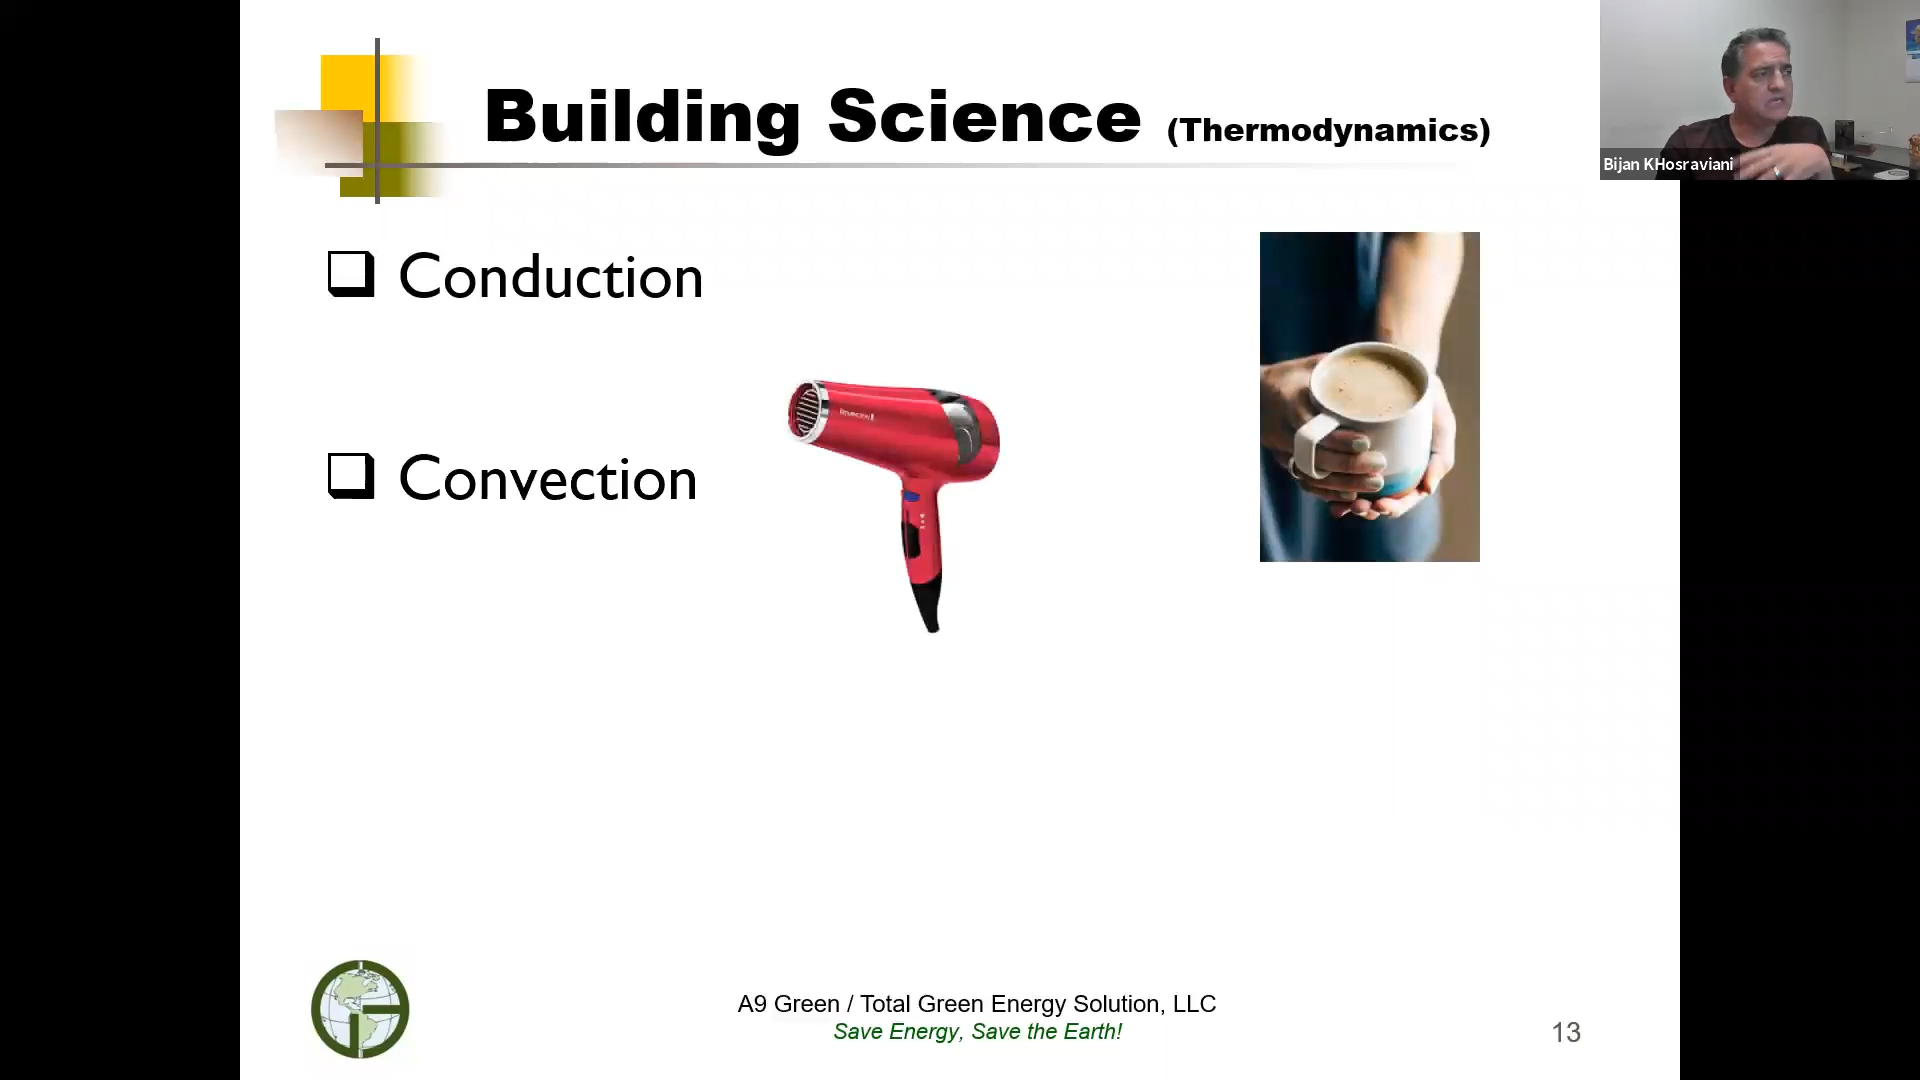 Building Science (Thermodynamics)
Bijan KHosraviani
Conduction
Convection
A9 Green / Total Green Energy Solution, LLC
Save Energy, Save the Earth!
13